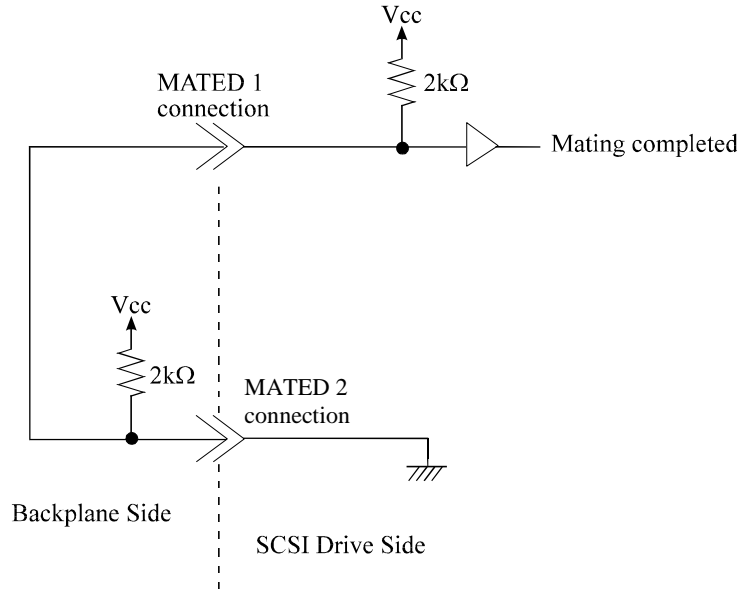 Vcc
2kΩ
MATED 1
connection
Mating completed
Vcc
2kΩ
MATED 2
connection
Backplane Side
SCSI Drive Side